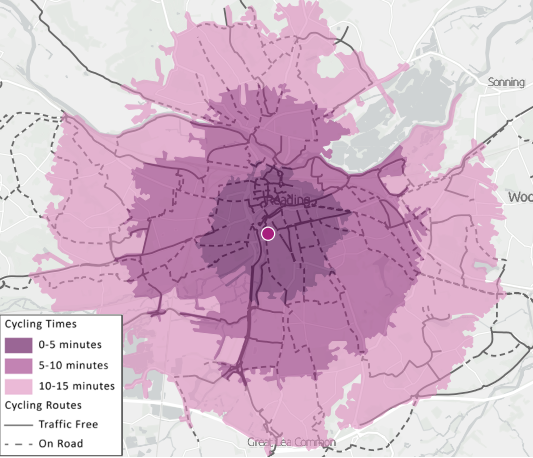 Sonning
Woo
Reading
Cycling Times
0-5 minutes
5-10 minutes
10-15 minutes
Cycling Routes
Traffic Free
On Road
Great Lea Common